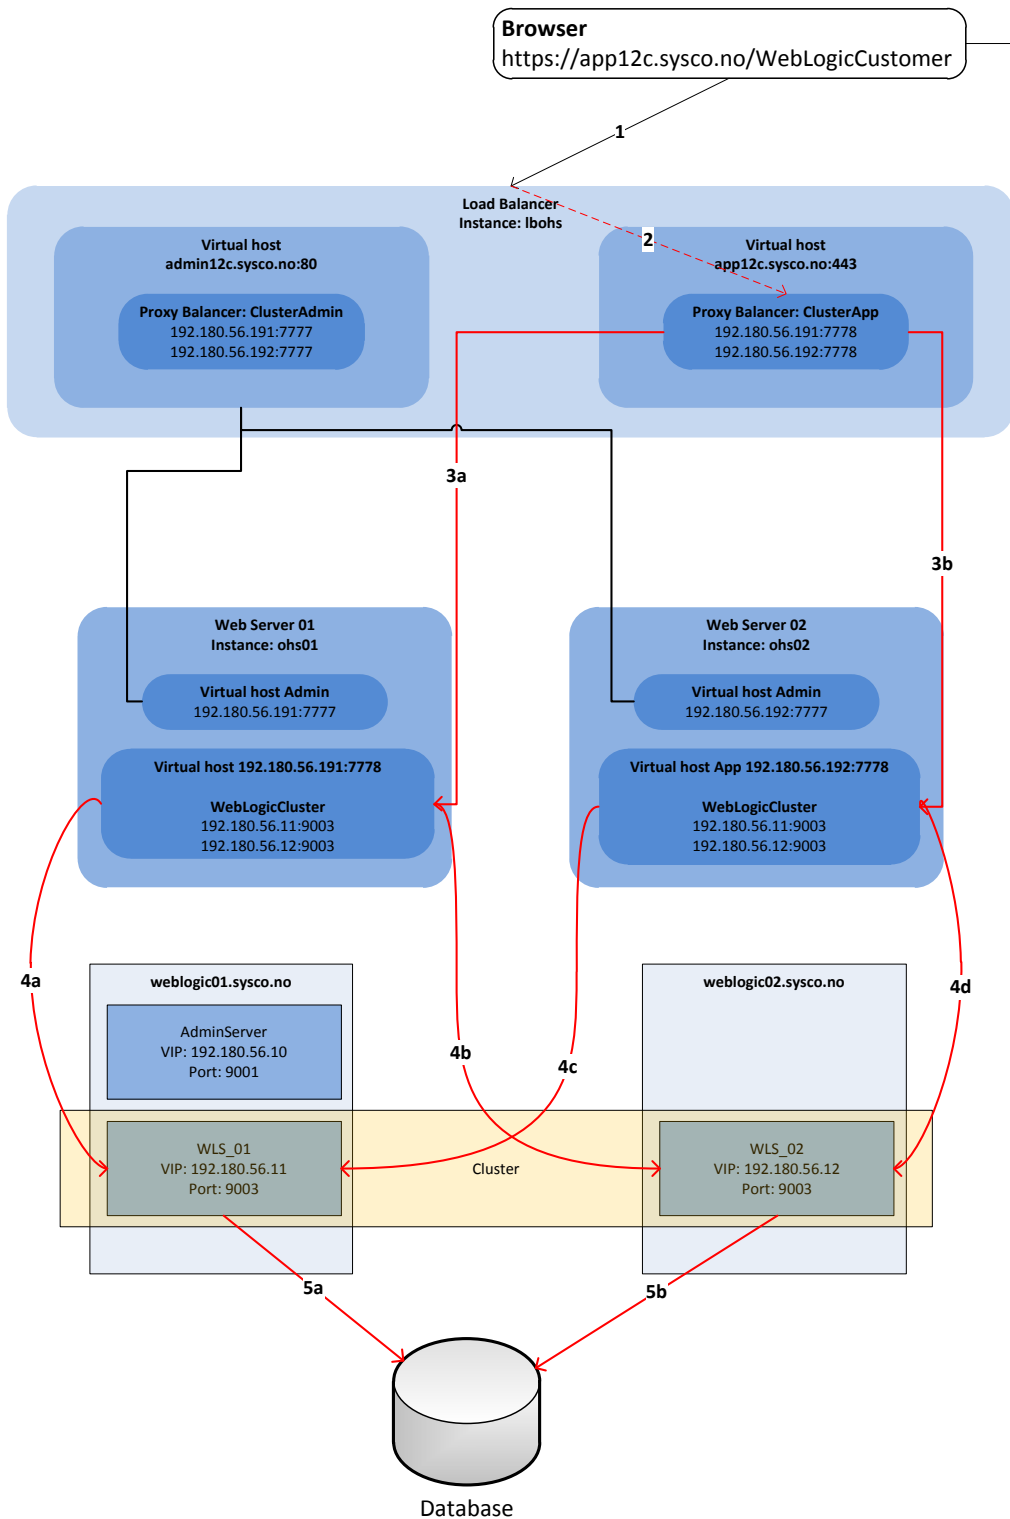 Browser
https://app12c.sysco.no/WebLogicCustomer
1
Load Balancer
Instance: lbohs
2
Virtual host
admin12c.sysco.no:80
Proxy Balancer: ClusterAdmin
192.180.56.191:7777
192.180.56.192:7777
Virtual host
app12c.sysco.no:443
Proxy Balancer: ClusterApp
192.180.56.191:7778
192.180.56.192:7778
3a
3b
Web Server 01
Instance: ohs01
Virtual host Admin
192.180.56.191:7777
Virtual host 192.180.56.191:7778
WebLogicCluster
192.180.56.11:9003
192.180.56.12:9003
Web Server 02
Instance: ohs02
Virtual host Admin
192.180.56.192:7777
Virtual host App 192.180.56.192:7778
WebLogicCluster
192.180.56.11:9003
192.180.56.12:9003
4a
4b
4c
4d
weblogic01.sysco.no
AdminServer
VIP: 192.180.56.10
Port: 9001
WLS_01
VIP: 192.180.56.11
Port: 9003
Cluster
weblogic02.sysco.no
WLS_02
VIP: 192.180.56.12
Port: 9003
5a
5b
Database